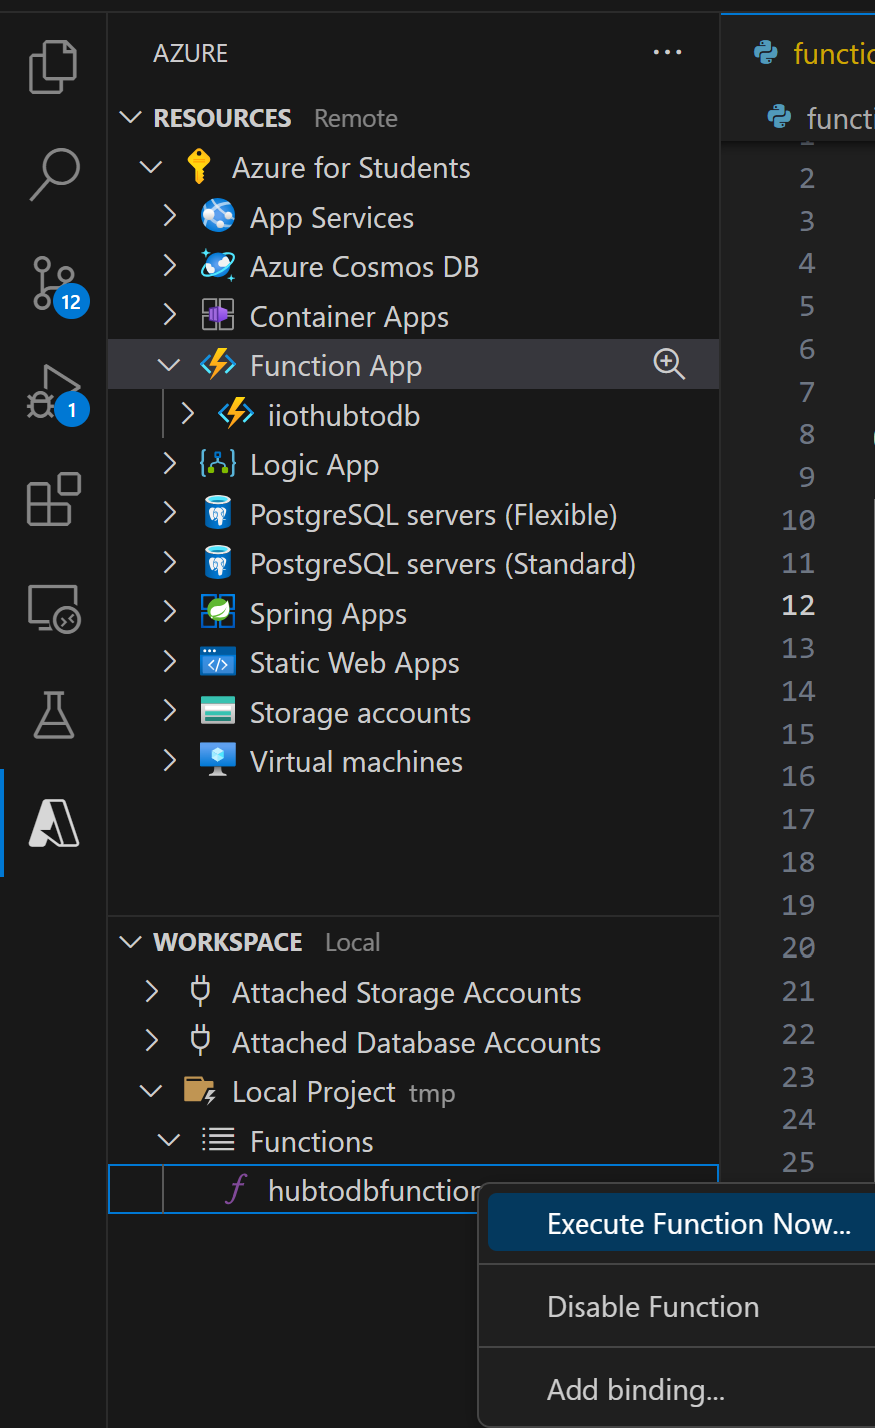 AZURE
functio
RESOURCES Remote
functi
Azure for Students
App Services
Azure Cosmos DB
12
Container Apps
Function App
1
iiothubtodb
Logic App
PostgreSQL servers (Flexible)
PostgreSQL servers (Standard)
Spring Apps
Static Web Apps
Storage accounts
Virtual machines
WORKSPACE Local
Attached Storage Accounts
Attached Database Accounts
Local Project tmp
Functions
hubtodbfunction
Execute Function Now...
Disable Function
Add binding...
2
3
4
5
6
7
8
9
10
11
12
13
14
15
16
17
18
19
20
21
22
23
24
25